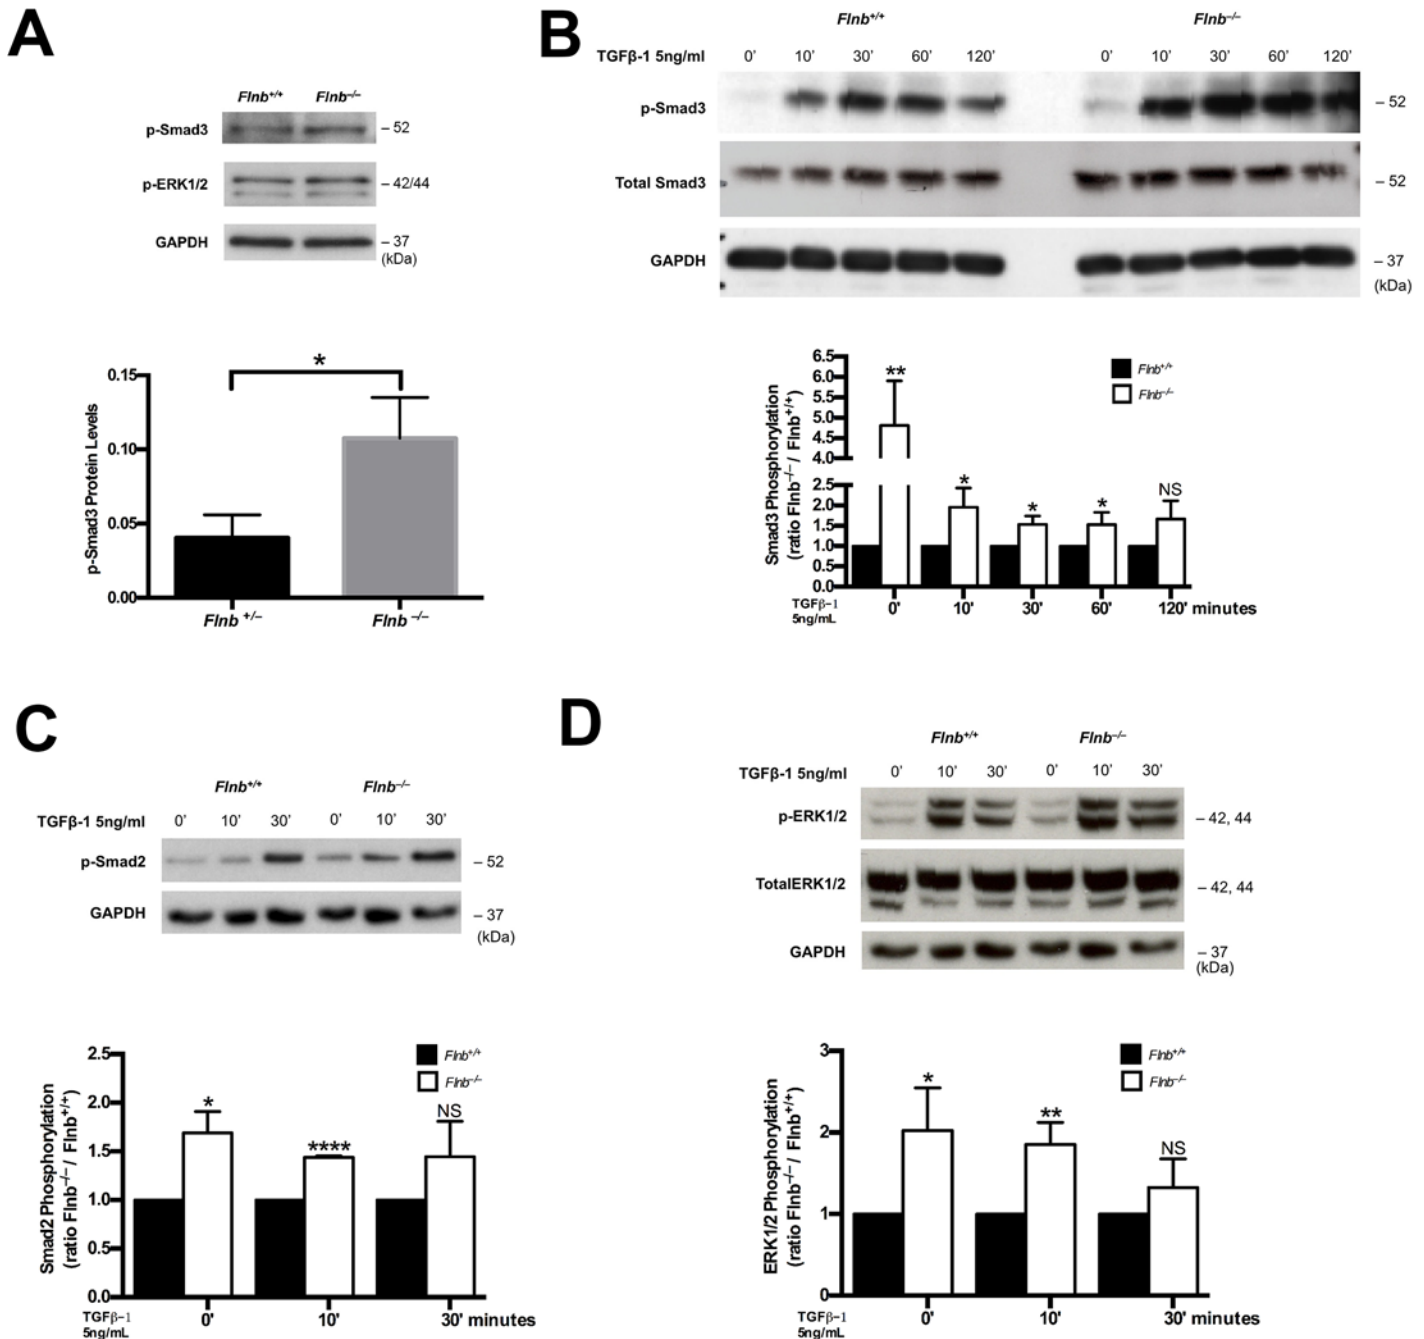 A
Flnb+/+ Flnb−/−
p-Smad3 – 52
p-ERK1/2 – 42/44
GAPDH – 37
(kDa)
p-Smad3 Protein Levels
0.15
0.10
0.05
0.00
*
Flnb +/− Flnb −/−
B
Flnb+/+ Flnb−/−
TGFβ-1 5ng/ml 0' 10' 30' 60' 120' 0' 10' 30' 60' 120'
p-Smad3 – 52
Total Smad3 – 52
GAPDH – 37
(kDa)
Smad3 Phosphorylation
(ratio Flnb−/− / Flnb+/+)
6.5
6.0
5.5
5.0
4.5
4.0
2.5
2.0
1.5
1.0
0.5
0.0
** * * * NS
Flnb+/+
Flnb−/−
TGFβ-1
5ng/mL
0' 10' 30' 60' 120' minutes
C
Flnb+/+ Flnb−/−
TGFβ-1 5ng/ml 0' 10' 30' 0' 10' 30'
p-Smad2 – 52
GAPDH – 37
(kDa)
Smad2 Phosphorylation
(ratio Flnb−/− / Flnb+/+)
2.5
2.0
1.5
1.0
0.5
0.0
* **** NS
Flnb+/+
Flnb−/−
TGFβ-1
5ng/mL
0' 10' 30' minutes
D
Flnb+/+ Flnb−/−
TGFβ-1 5ng/ml 0' 10' 30' 0' 10' 30'
p-ERK1/2 – 42, 44
TotalERK1/2 – 42, 44
GAPDH – 37
(kDa)
ERK1/2 Phosphorylation
(ratio Flnb−/− / Flnb+/+)
3
2
1
0
* ** NS
Flnb+/+
Flnb−/−
TGFβ-1
5ng/mL
0' 10' 30' minutes